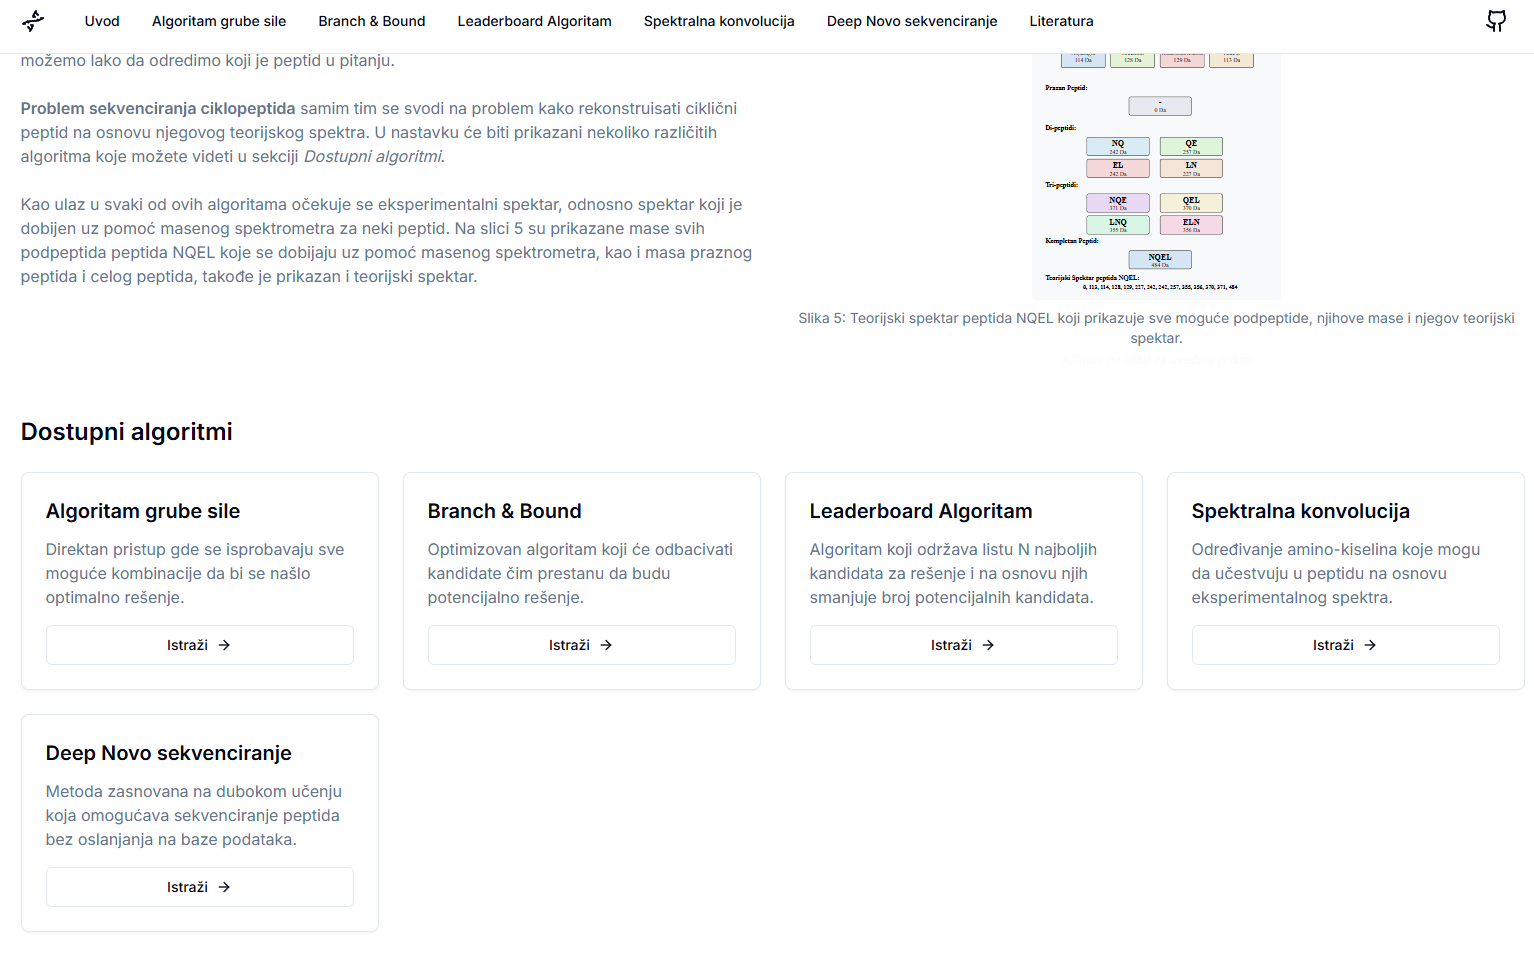 Uvod Algoritam grube sile Branch & Bound Leaderboard Algoritam Spektralna konvolucija Deep Novo sekvenciranje Literatura
možemo lako da odredimo koji je peptid u pitanju.
Problem sekvenciranja ciklopeptida samim tim se svodi na problem kako rekonstruisati ciklični
peptid na osnovu njegovog teorijskog spektra. U nastavku će biti prikazani nekoliko različitih
algoritma koje možete videti u sekciji Dostupni algoritmi.
Kao ulaz u svaki od ovih algoritama očekuje se eksperimentalni spektar, odnosno spektar koji je
dobijen uz pomoć masenog spektrometra za neki peptid. Na slici 5 su prikazane mase svih
podpeptida peptida NQEL koje se dobijaju uz pomoć masenog spektrometra, kao i masa praznog
peptida i celog peptida, takođe je prikazan i teorijski spektar.
114 Da 128 Da 129 Da 113 Da
Prazan Peptid:
-
0 Da
Di-peptidi:
NQ QE
242 Da 257 Da
EL LN
242 Da 227 Da
Tri-peptidi:
NQE QEL
371 Da 370 Da
LNQ ELN
355 Da 356 Da
Kompletan Peptid:
NQEL
484 Da
Teorijski Spektar peptida NQEL:
0, 113, 114, 128, 129, 227, 242, 242, 257, 355, 356, 370, 371, 484
Slika 5: Teorijski spektar peptida NQEL koji prikazuje sve moguće podpeptide, njihove mase i njegov teorijski
spektar.
Dostupni algoritmi
Algoritam grube sile
Direktan pristup gde se isprobavaju sve
moguće kombinacije da bi se našlo
optimalno rešenje.
Istraži →
Branch & Bound
Optimizovan algoritam koji će odbacivati
kandidate čim prestanu da budu
potencijalno rešenje.
Istraži →
Leaderboard Algoritam
Algoritam koji održava listu N najboljih
kandidata za rešenje i na osnovu njih
smanjuje broj potencijalnih kandidata.
Istraži →
Spektralna konvolucija
Određivanje amino-kiselina koje mogu
da učestvuju u peptidu na osnovu
eksperimentalnog spektra.
Istraži →
Deep Novo sekvenciranje
Metoda zasnovana na dubokom učenju
koja omogućava sekvenciranje peptida
bez oslanjanja na baze podataka.
Istraži →